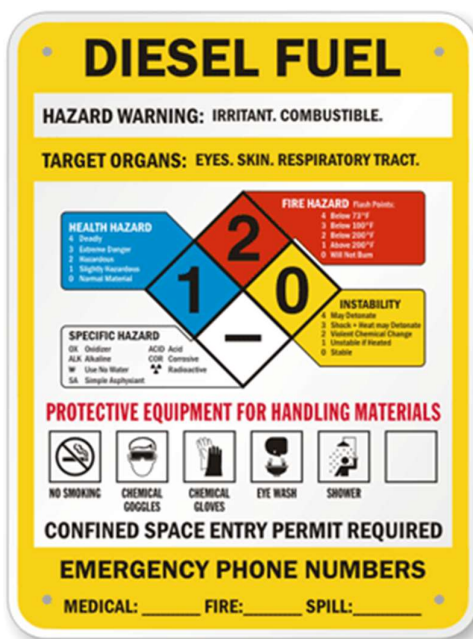 DIESEL FUEL
HAZARD WARNING: IRRITANT. COMBUSTIBLE.
TARGET ORGANS: EYES. SKIN. RESPIRATORY TRACT.
HEALTH HAZARD
4 Deadly
3 Extreme Danger
2 Hazardous
1 Slightly Hazardous
0 Normal Material
FIRE HAZARD Flash Points:
4 Below 73°F
3 Below 100°F
2 Below 200°F
1 Above 200°F
0 Will Not Burn
2
1
0
–
INSTABILITY
4 May Detonate
3 Shock + Heat may Detonate
2 Violent Chemical Change
1 Unstable if Heated
0 Stable
SPECIFIC HAZARD
OX Oxidizer ACID Acid
ALK Alkaline COR Corrosive
W Use No Water Radioactive
SA Simple Asphyxiant
PROTECTIVE EQUIPMENT FOR HANDLING MATERIALS
NO SMOKING
CHEMICAL GOGGLES
CHEMICAL GLOVES
EYE WASH
SHOWER
CONFINED SPACE ENTRY PERMIT REQUIRED
EMERGENCY PHONE NUMBERS
MEDICAL:______ FIRE:______ SPILL:_______